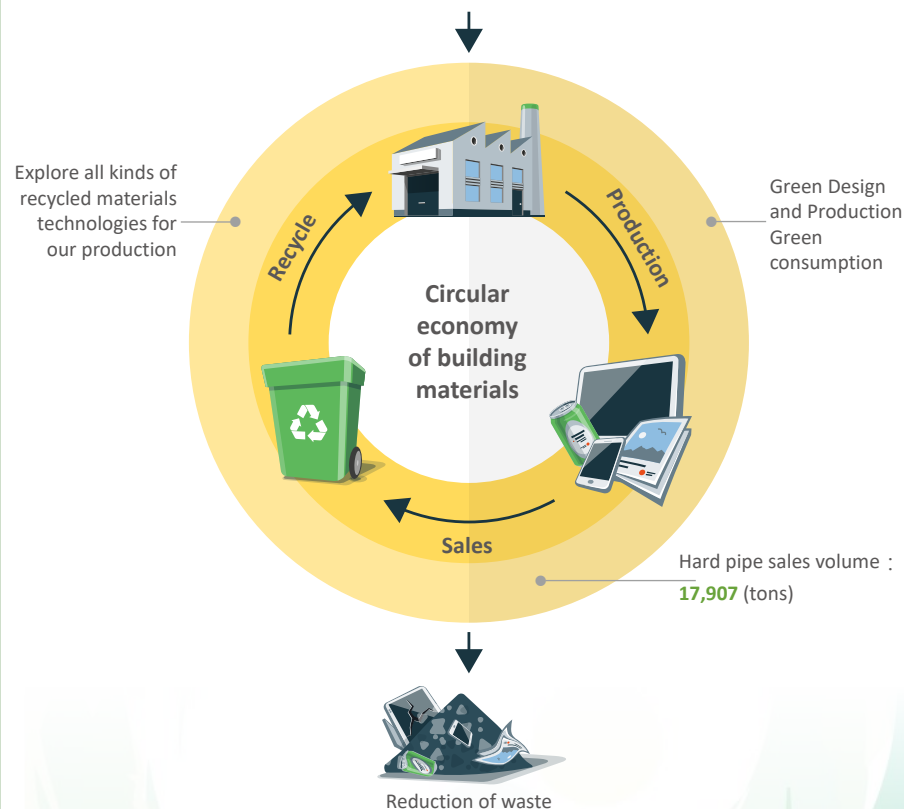 Explore all kinds of
recycled materials
technologies for
our production
Recycle
Production
Green Design
and Production
Green
consumption
Circular
economy
of building
materials
Sales
Hard pipe sales volume：
17,907 (tons)
Reduction of waste